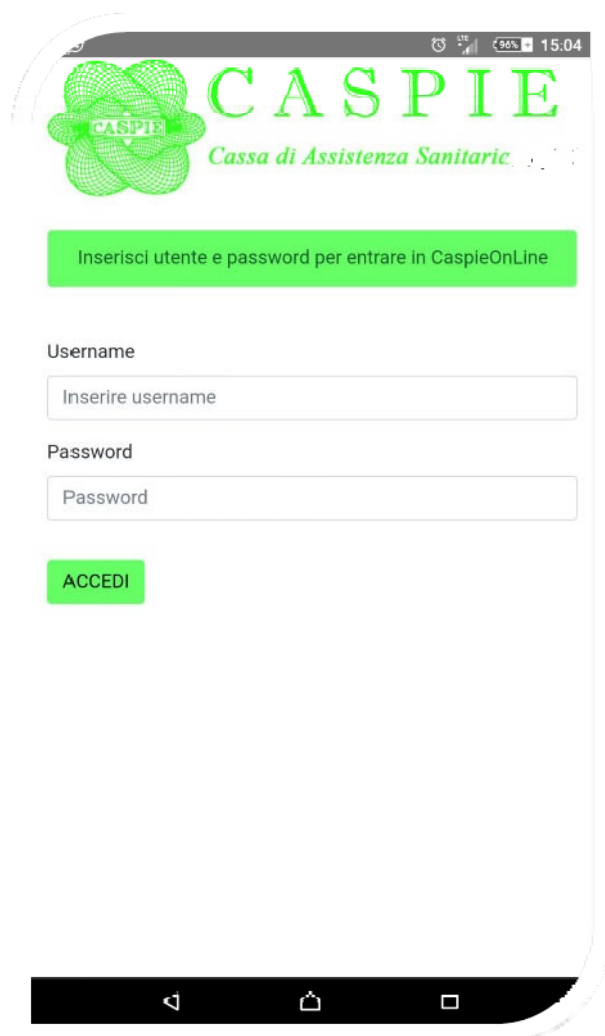 LTE 96% 15:04
CASPIE
CASPIE
Cassa di Assistenza
Inserisci utente e password per entrare in CaspieOnLine
Username
Inserire username
Password
Password
ACCEDI